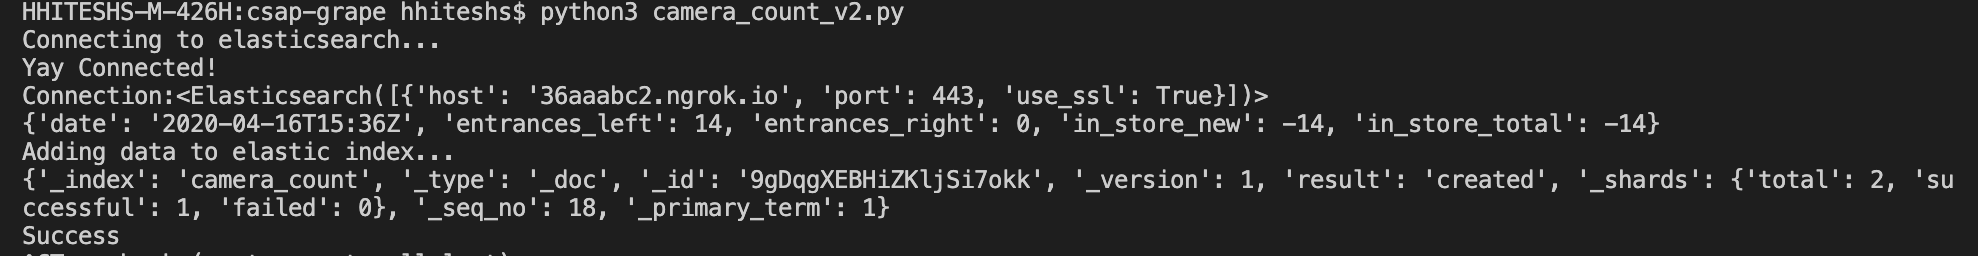 HHITESHS-M-426H:csap-grape hhiteshs$ python3 camera_count_v2.py
Connecting to elasticsearch...
Yay Connected!
Connection:<Elasticsearch([{'host': '36aaabc2.ngrok.io', 'port': 443, 'use_ssl': True}])>
{'date': '2020-04-16T15:36Z', 'entrances_left': 14, 'entrances_right': 0, 'in_store_new': -14, 'in_store_total': -14}
Adding data to elastic index...
{'_index': 'camera_count', '_type': '_doc', '_id': '9gDqgXEBHiZKljSi7okk', '_version': 1, 'result': 'created', '_shards': {'total': 2, 'su
ccessful': 1, 'failed': 0}, '_seq_no': 18, '_primary_term': 1}
Success